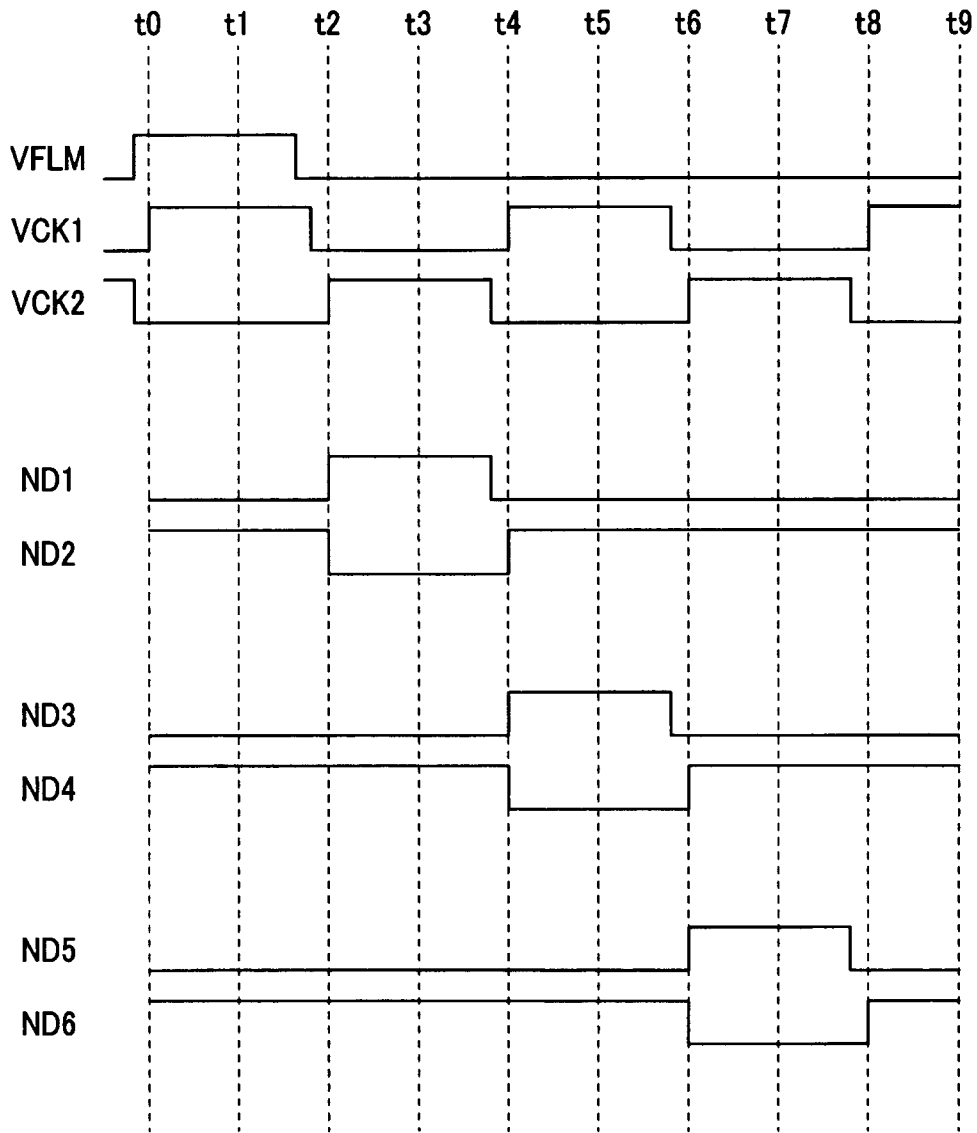 t0 t1 t2 t3 t4 t5 t6 t7 t8 t9
VFLM
VCK1
VCK2
ND1
ND2
ND3
ND4
ND5
ND6